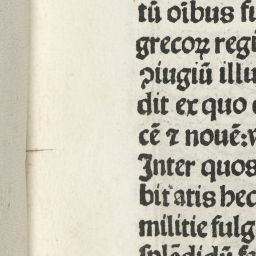 tū oībus fu
grecoꝝ regi
ꝯiugiū illu
dit ex quo
cē ⁊ nouē:v
Inter quos
bit atis hec
militie fulg
ſplēdidū fa